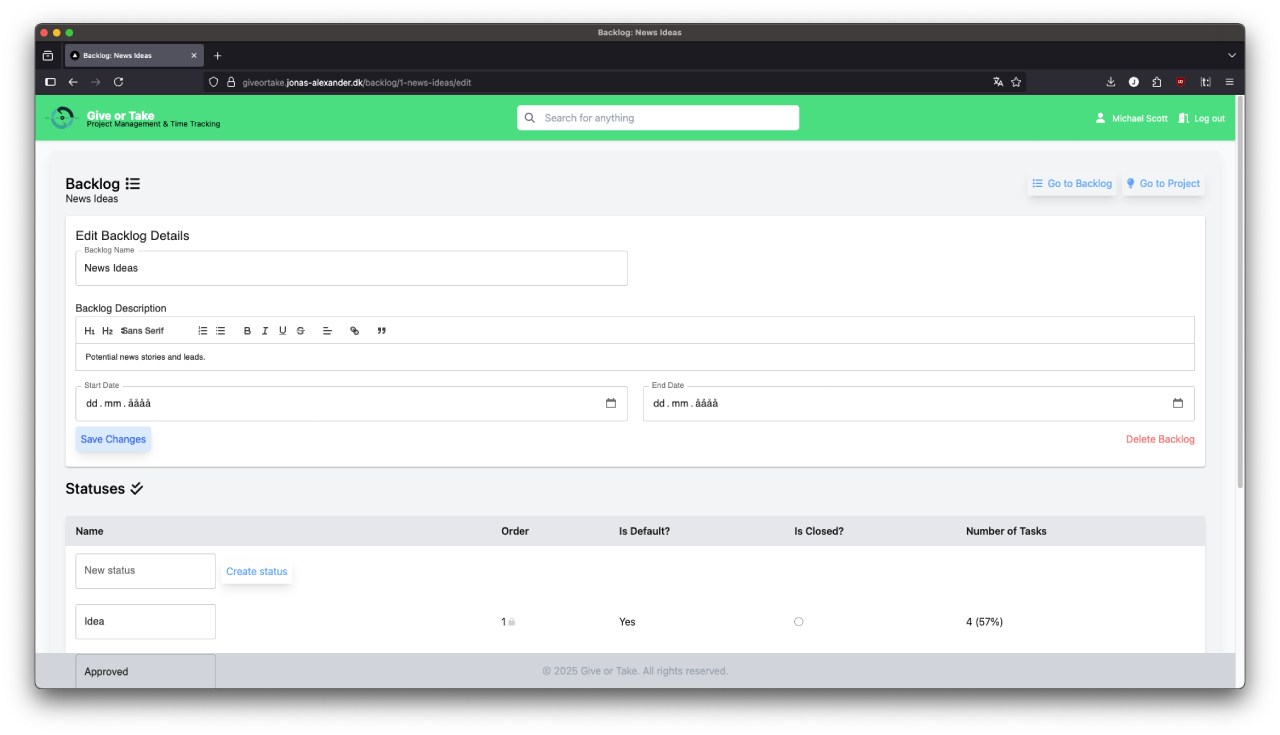 Backlog: News Ideas
Backlog: News Ideas
giveortake.jonas-alexander.dk/backlog/1-news-ideas/edit
Give or Take
Project Management & Time Tracking
Search for anything
Michael Scott
Log out
Backlog
News Ideas
Go to Backlog
Go to Project
Edit Backlog Details
Backlog Name
News Ideas
Backlog Description
H1 H2 Sans Serif B I U S
Potential news stories and leads.
Start Date
dd.mm.åååå
End Date
dd.mm.åååå
Save Changes
Delete Backlog
Statuses
Name Order Is Default? Is Closed? Number of Tasks
New status Create status
Idea 1 Yes 4 (57%)
Approved
© 2025 Give or Take. All rights reserved.